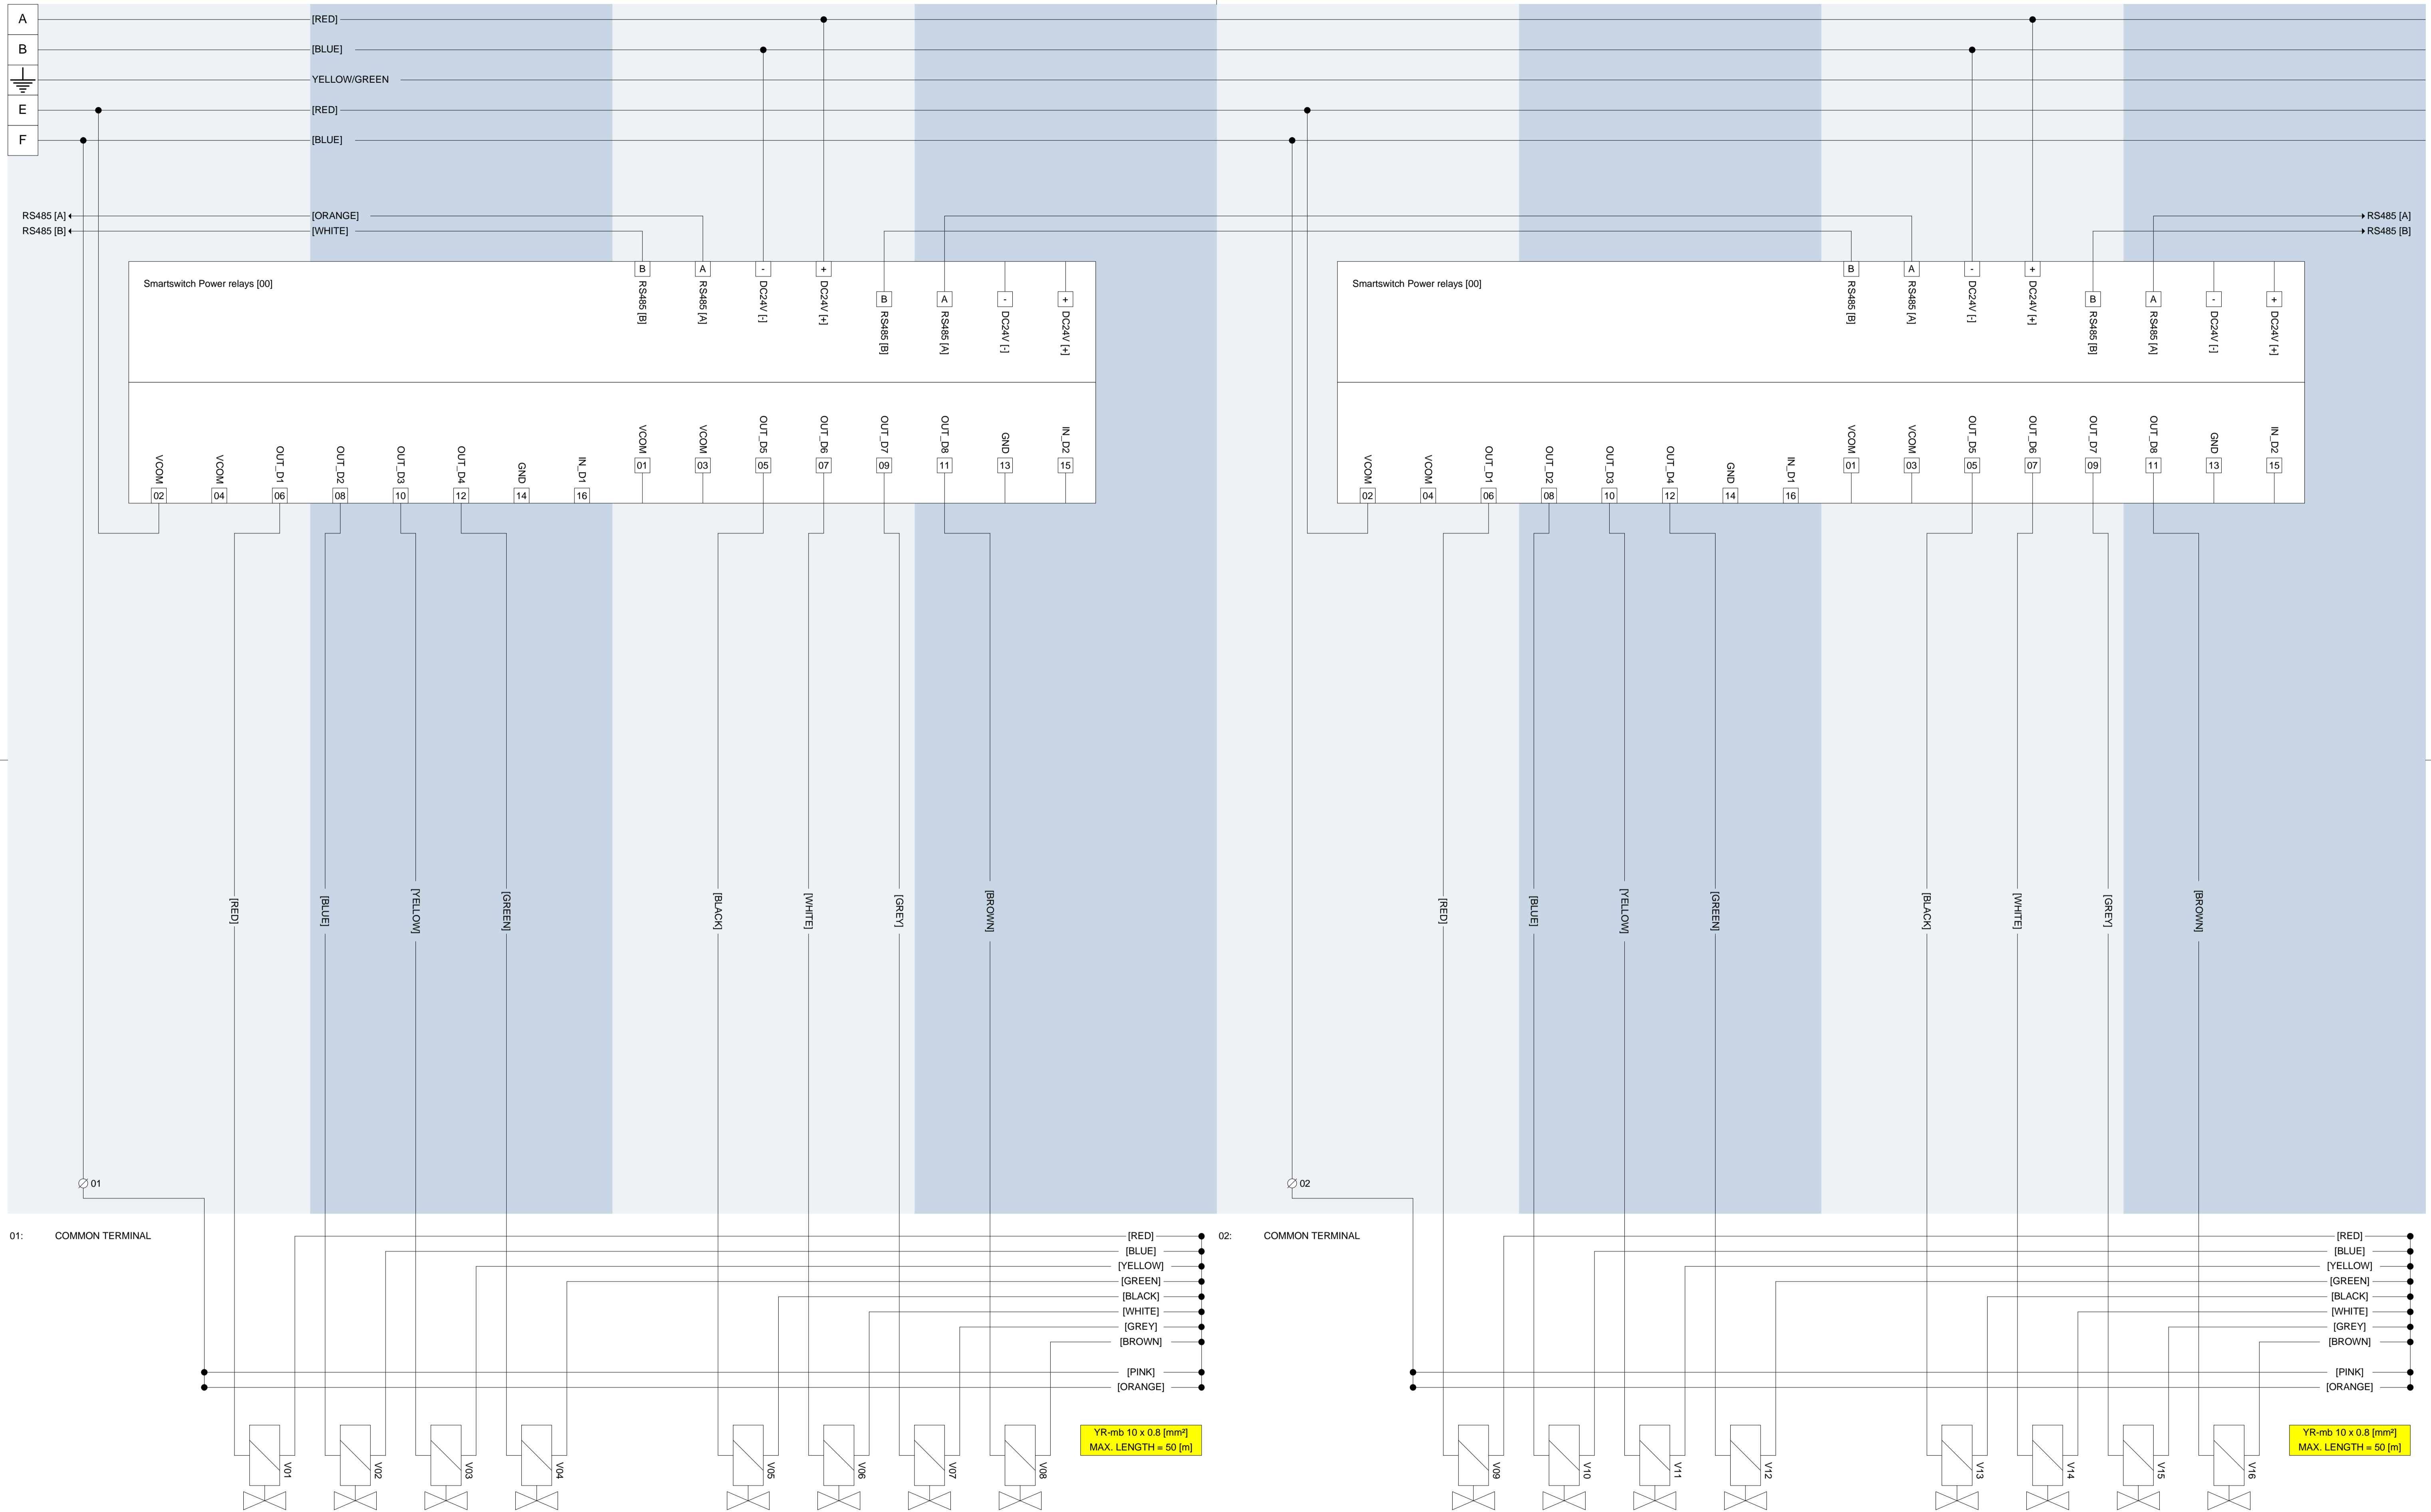 A [RED]
B [BLUE]
YELLOW/GREEN
E [RED]
F [BLUE]
RS485 [A] [ORANGE] RS485 [A]
RS485 [B] [WHITE] RS485 [B]
Smartswitch Power relays [00]
B RS485 [B]
A RS485 [A]
- DC24V [-]
+ DC24V [+]
B RS485 [B]
A RS485 [A]
- DC24V [-]
+ DC24V [+]
VCOM 02
VCOM 04
OUT_D1 06
OUT_D2 08
OUT_D3 10
OUT_D4 12
GND 14
IN_D1 16
VCOM 01
VCOM 03
OUT_D5 05
OUT_D6 07
OUT_D7 09
OUT_D8 11
GND 13
IN_D2 15
Smartswitch Power relays [00]
B RS485 [B]
A RS485 [A]
- DC24V [-]
+ DC24V [+]
B RS485 [B]
A RS485 [A]
- DC24V [-]
+ DC24V [+]
VCOM 02
VCOM 04
OUT_D1 06
OUT_D2 08
OUT_D3 10
OUT_D4 12
GND 14
IN_D1 16
VCOM 01
VCOM 03
OUT_D5 05
OUT_D6 07
OUT_D7 09
OUT_D8 11
GND 13
IN_D2 15
[RED]
[BLUE]
[YELLOW]
[GREEN]
[BLACK]
[WHITE]
[GREY]
[BROWN]
[RED]
[BLUE]
[YELLOW]
[GREEN]
[BLACK]
[WHITE]
[GREY]
[BROWN]
01
02
01: COMMON TERMINAL
[RED]
[BLUE]
[YELLOW]
[GREEN]
[BLACK]
[WHITE]
[GREY]
[BROWN]
[PINK]
[ORANGE]
02: COMMON TERMINAL
[RED]
[BLUE]
[YELLOW]
[GREEN]
[BLACK]
[WHITE]
[GREY]
[BROWN]
[PINK]
[ORANGE]
V01
V02
V03
V04
V05
V06
V07
V08
YR-mb 10 x 0.8 [mm²]
MAX. LENGTH = 50 [m]
V09
V10
V11
V12
V13
V14
V15
V16
YR-mb 10 x 0.8 [mm²]
MAX. LENGTH = 50 [m]